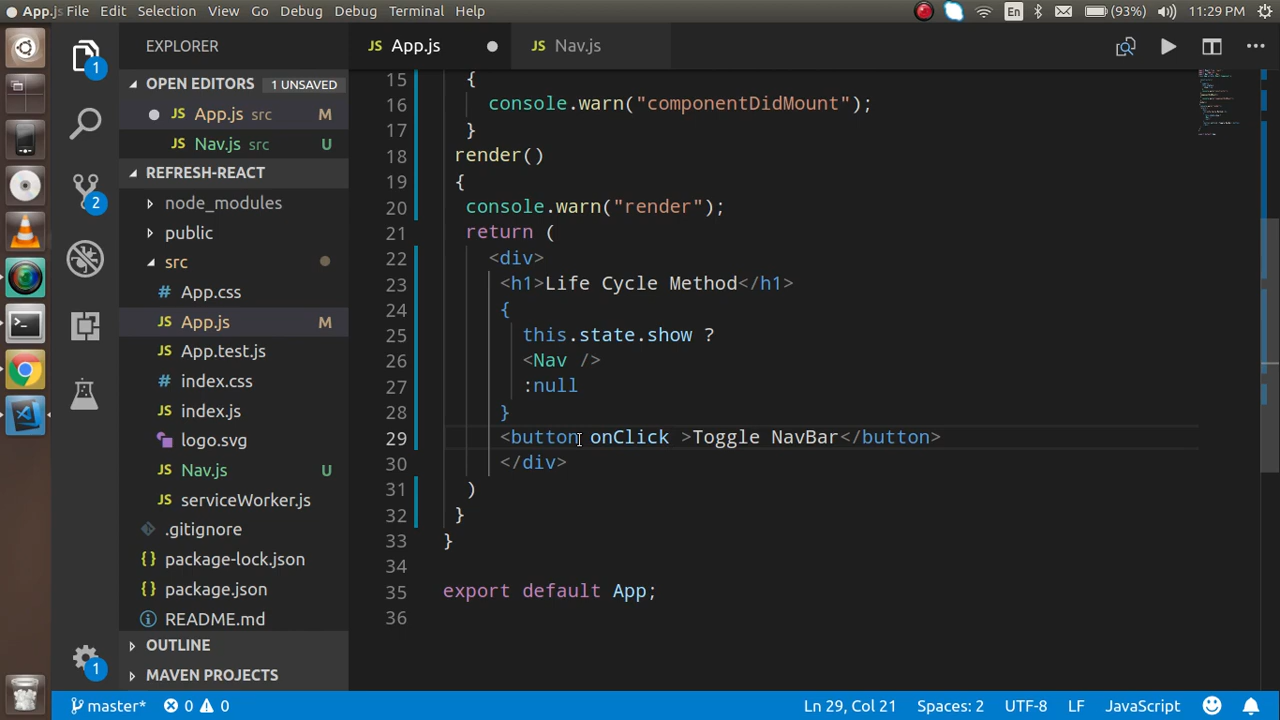 App.js File Edit Selection View Go Debug Debug Terminal Help En (93%) 11:29 PM
EXPLORER
App.js
Nav.js
OPEN EDITORS 1 UNSAVED
JS App.js src M
JS Nav.js src U
REFRESH-REACT
node_modules
public
src
# App.css
JS App.js M
JS App.test.js
# index.css
JS index.js
logo.svg
JS Nav.js U
JS serviceWorker.js
.gitignore
{} package-lock.json
{} package.json
README.md
OUTLINE
MAVEN PROJECTS
1
2
1
15 {
16 console.warn("componentDidMount");
17 }
18 render()
19 {
20 console.warn("render");
21 return (
22 <div>
23 <h1>Life Cycle Method</h1>
24 {
25 this.state.show ?
26 <Nav />
27 :null
28 }
29 <button onClick >Toggle NavBar</button>
30 </div>
31 )
32 }
33 }
34
35 export default App;
36
master* 0 0 Ln 29, Col 21 Spaces: 2 UTF-8 LF JavaScript